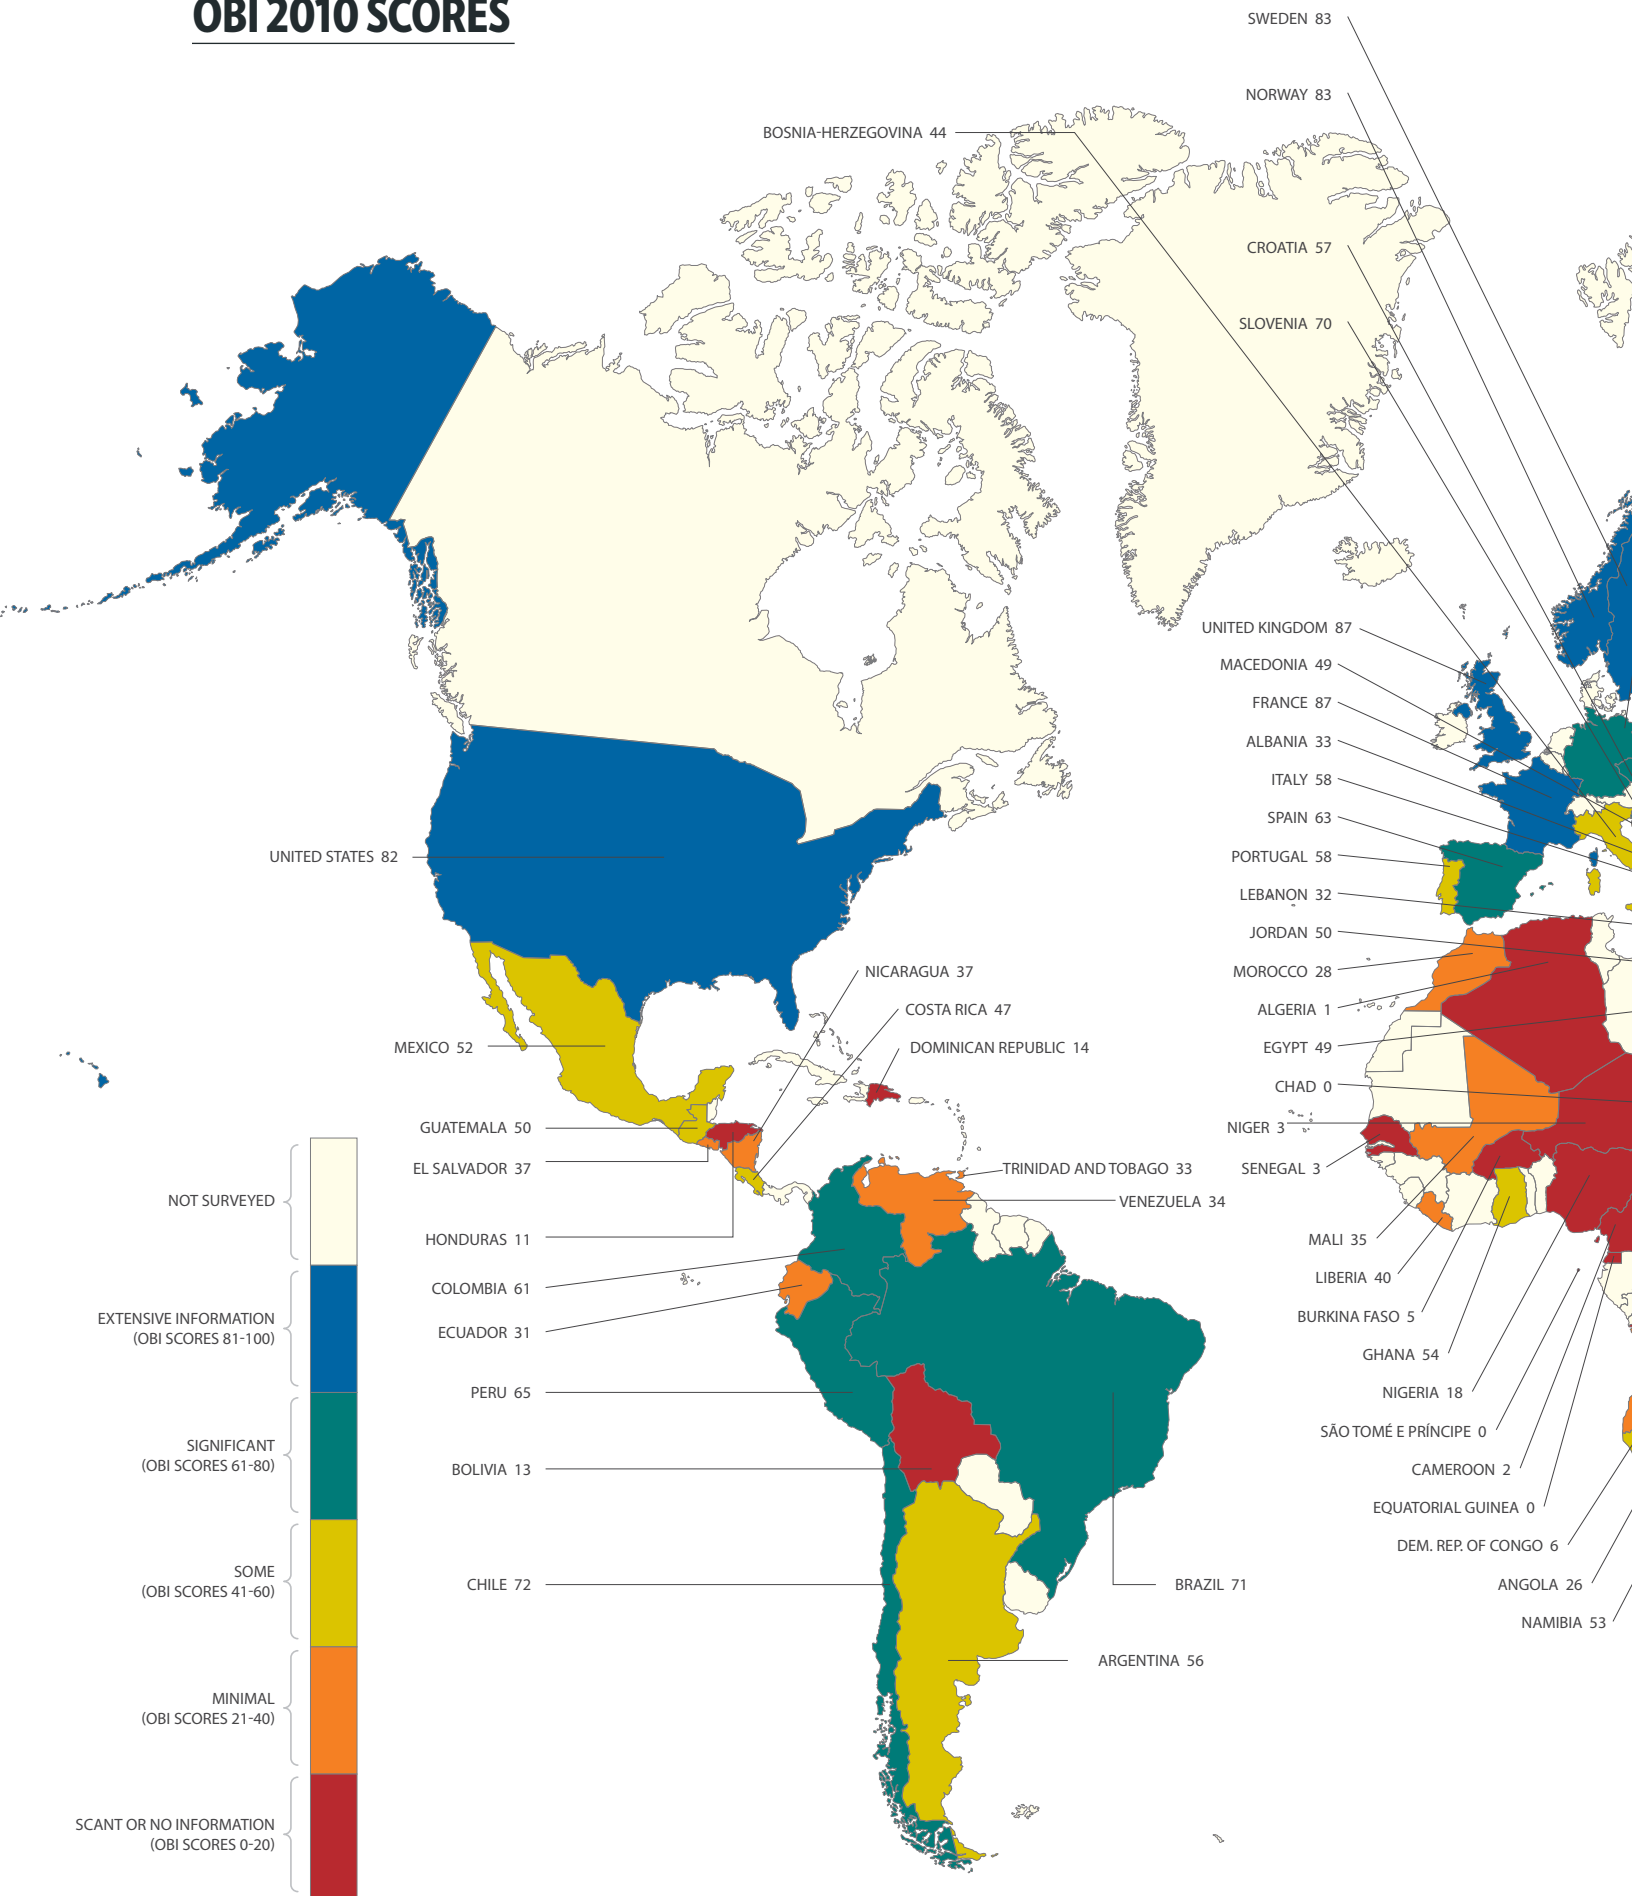 OBI 2010 SCORES
SWEDEN 83
NORWAY 83
BOSNIA-HERZEGOVINA 44
CROATIA 57
SLOVENIA 70
UNITED KINGDOM 87
MACEDONIA 49
FRANCE 87
ALBANIA 33
ITALY 58
SPAIN 63
PORTUGAL 58
LEBANON 32
JORDAN 50
MOROCCO 28
ALGERIA 1
EGYPT 49
CHAD 0
NIGER 3
SENEGAL 3
MALI 35
LIBERIA 40
BURKINA FASO 5
GHANA 54
NIGERIA 18
SÃO TOMÉ E PRÍNCIPE 0
CAMEROON 2
EQUATORIAL GUINEA 0
DEM. REP. OF CONGO 6
ANGOLA 26
NAMIBIA 53
UNITED STATES 82
NICARAGUA 37
COSTA RICA 47
DOMINICAN REPUBLIC 14
MEXICO 52
GUATEMALA 50
EL SALVADOR 37
TRINIDAD AND TOBAGO 33
VENEZUELA 34
HONDURAS 11
COLOMBIA 61
ECUADOR 31
PERU 65
BOLIVIA 13
CHILE 72
BRAZIL 71
ARGENTINA 56
NOT SURVEYED
EXTENSIVE INFORMATION
(OBI SCORES 81-100)
SIGNIFICANT
(OBI SCORES 61-80)
SOME
(OBI SCORES 41-60)
MINIMAL
(OBI SCORES 21-40)
SCANT OR NO INFORMATION
(OBI SCORES 0-20)